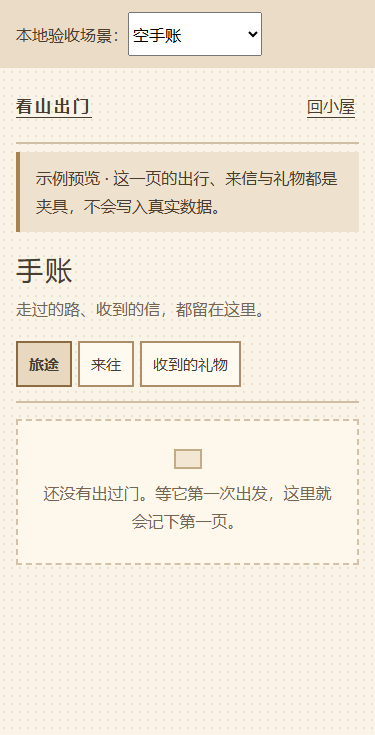 本地验收场景： 空手账
看山出门 回小屋
示例预览 · 这一页的出行、来信与礼物都是
夹具，不会写入真实数据。
手账
走过的路、收到的信，都留在这里。
旅途 来往 收到的礼物
还没有出过门。等它第一次出发，这里就
会记下第一页。